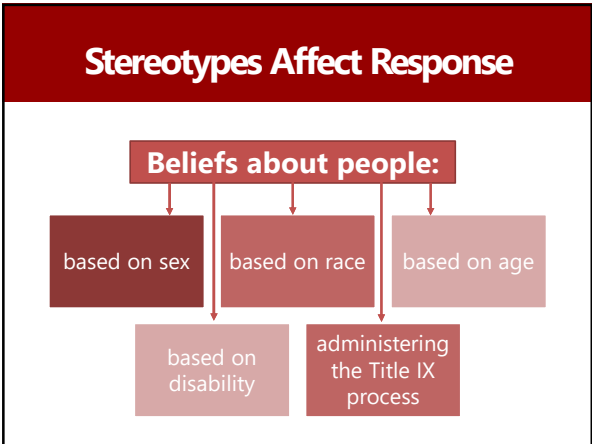 Stereotypes Affect Response
Beliefs about people:
based on sex
based on race
based on age
based on
disability
administering
the Title IX
process